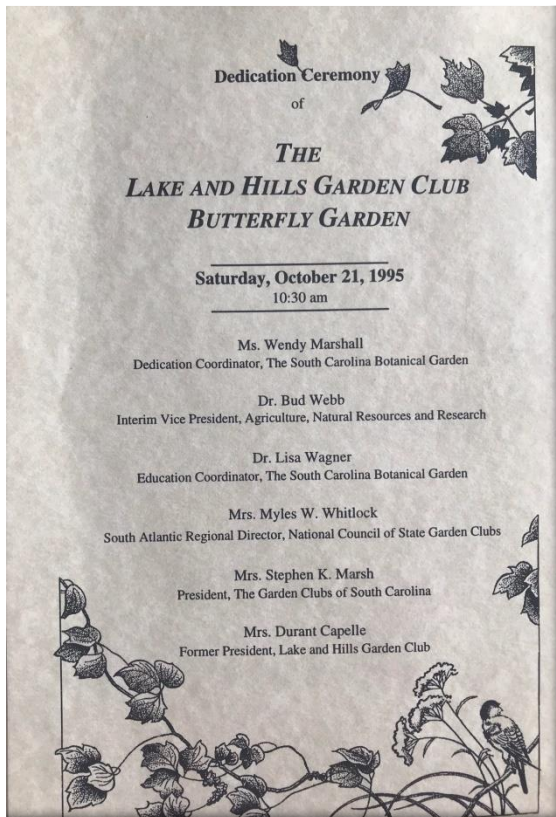 Dedication Ceremony
of
THE
LAKE AND HILLS GARDEN CLUB
BUTTERFLY GARDEN
Saturday, October 21, 1995
10:30 am
Ms. Wendy Marshall
Dedication Coordinator, The South Carolina Botanical Garden
Dr. Bud Webb
Interim Vice President, Agriculture, Natural Resources and Research
Dr. Lisa Wagner
Education Coordinator, The South Carolina Botanical Garden
Mrs. Myles W. Whitlock
South Atlantic Regional Director, National Council of State Garden Clubs
Mrs. Stephen K. Marsh
President, The Garden Clubs of South Carolina
Mrs. Durant Capelle
Former President, Lake and Hills Garden Club